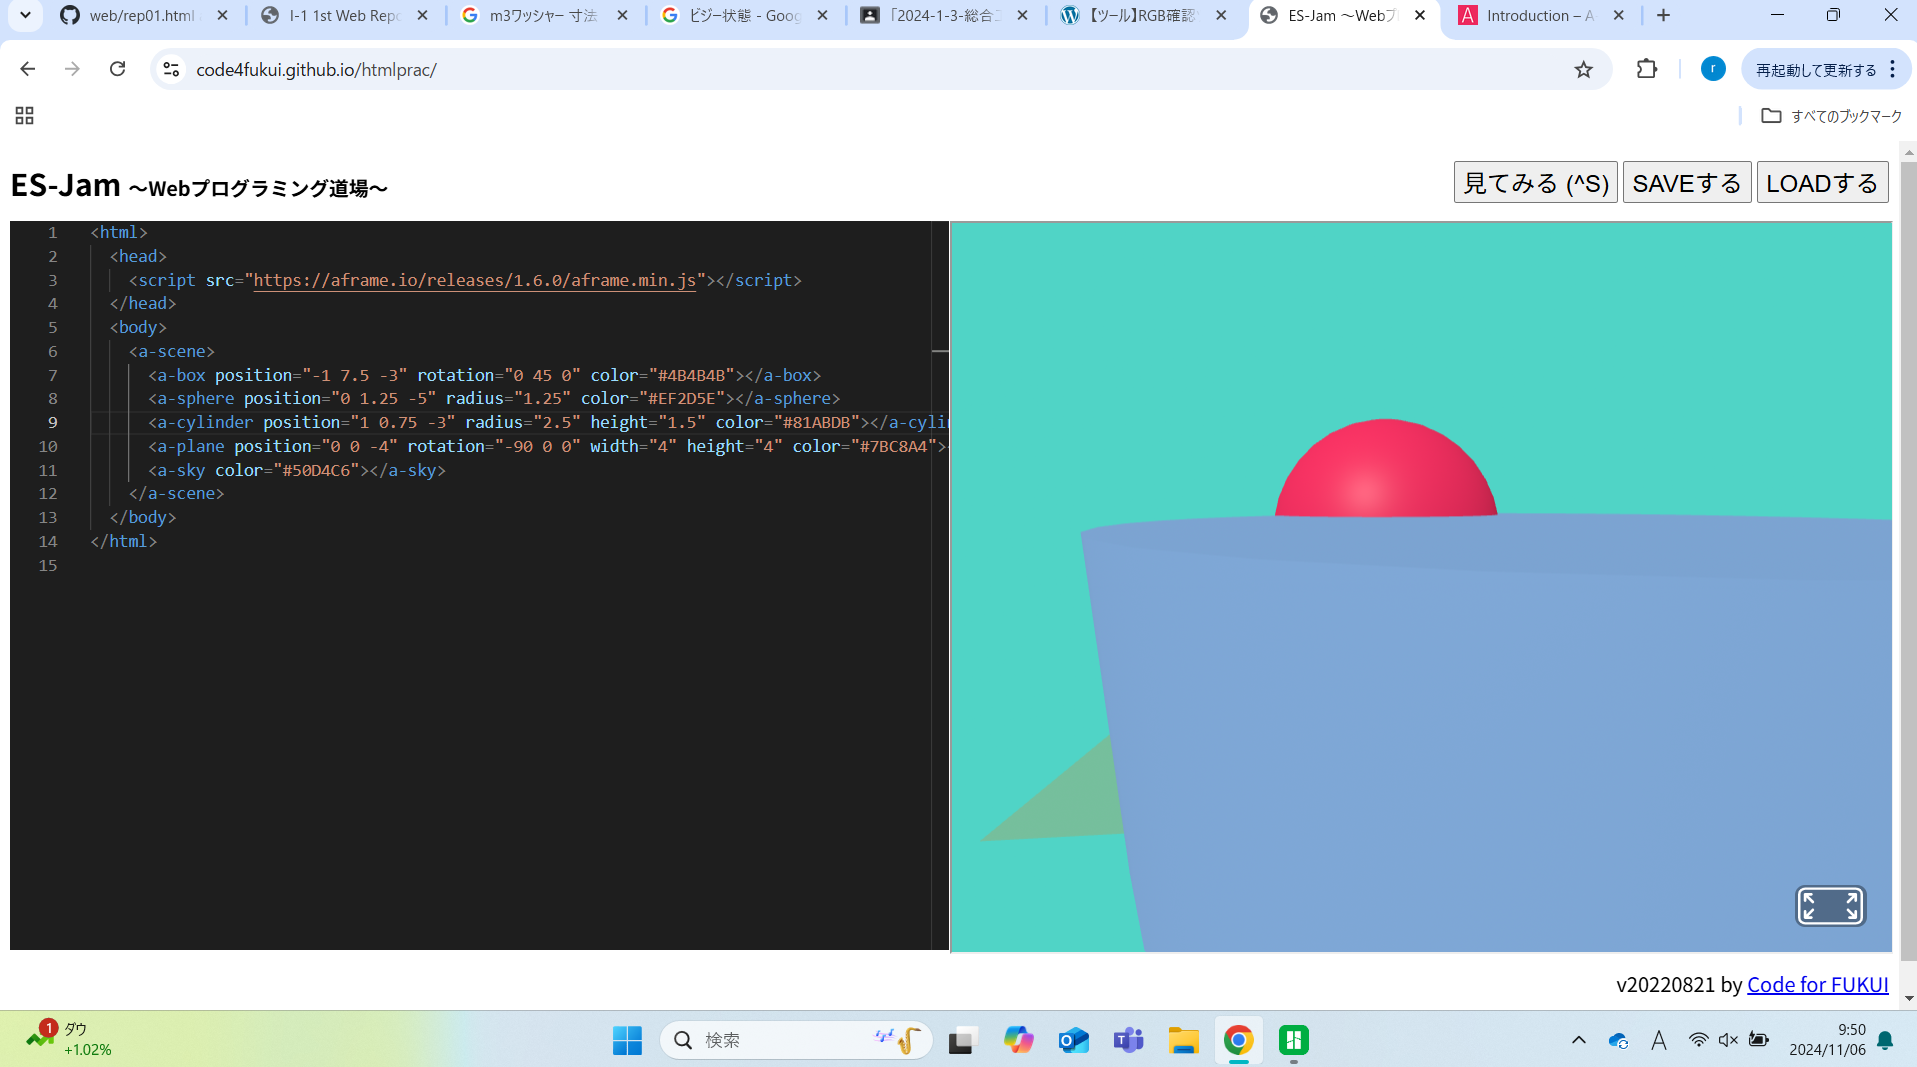 web/rep01.html
I-1 1st Web Repo
m3ワッシャー 寸法
ビジー状態 - Goog
「2024-1-3-総合工
【ツール】RGB確認
ES-Jam 〜Webプ
Introduction – A
code4fukui.github.io/htmlprac/
r
再起動して更新する
すべてのブックマーク
ES-Jam 〜Webプログラミング道場〜
見てみる (^S)
SAVEする
LOADする
1 <html>
2 <head>
3 <script src="https://aframe.io/releases/1.6.0/aframe.min.js"></script>
4 </head>
5 <body>
6 <a-scene>
7 <a-box position="-1 7.5 -3" rotation="0 45 0" color="#4B4B4B"></a-box>
8 <a-sphere position="0 1.25 -5" radius="1.25" color="#EF2D5E"></a-sphere>
9 <a-cylinder position="1 0.75 -3" radius="2.5" height="1.5" color="#81ABDB"></a-cylin
10 <a-plane position="0 0 -4" rotation="-90 0 0" width="4" height="4" color="#7BC8A4"><
11 <a-sky color="#50D4C6"></a-sky>
12 </a-scene>
13 </body>
14 </html>
15
v20220821 by Code for FUKUI
1
ダウ
+1.02%
検索
A
9:50
2024/11/06